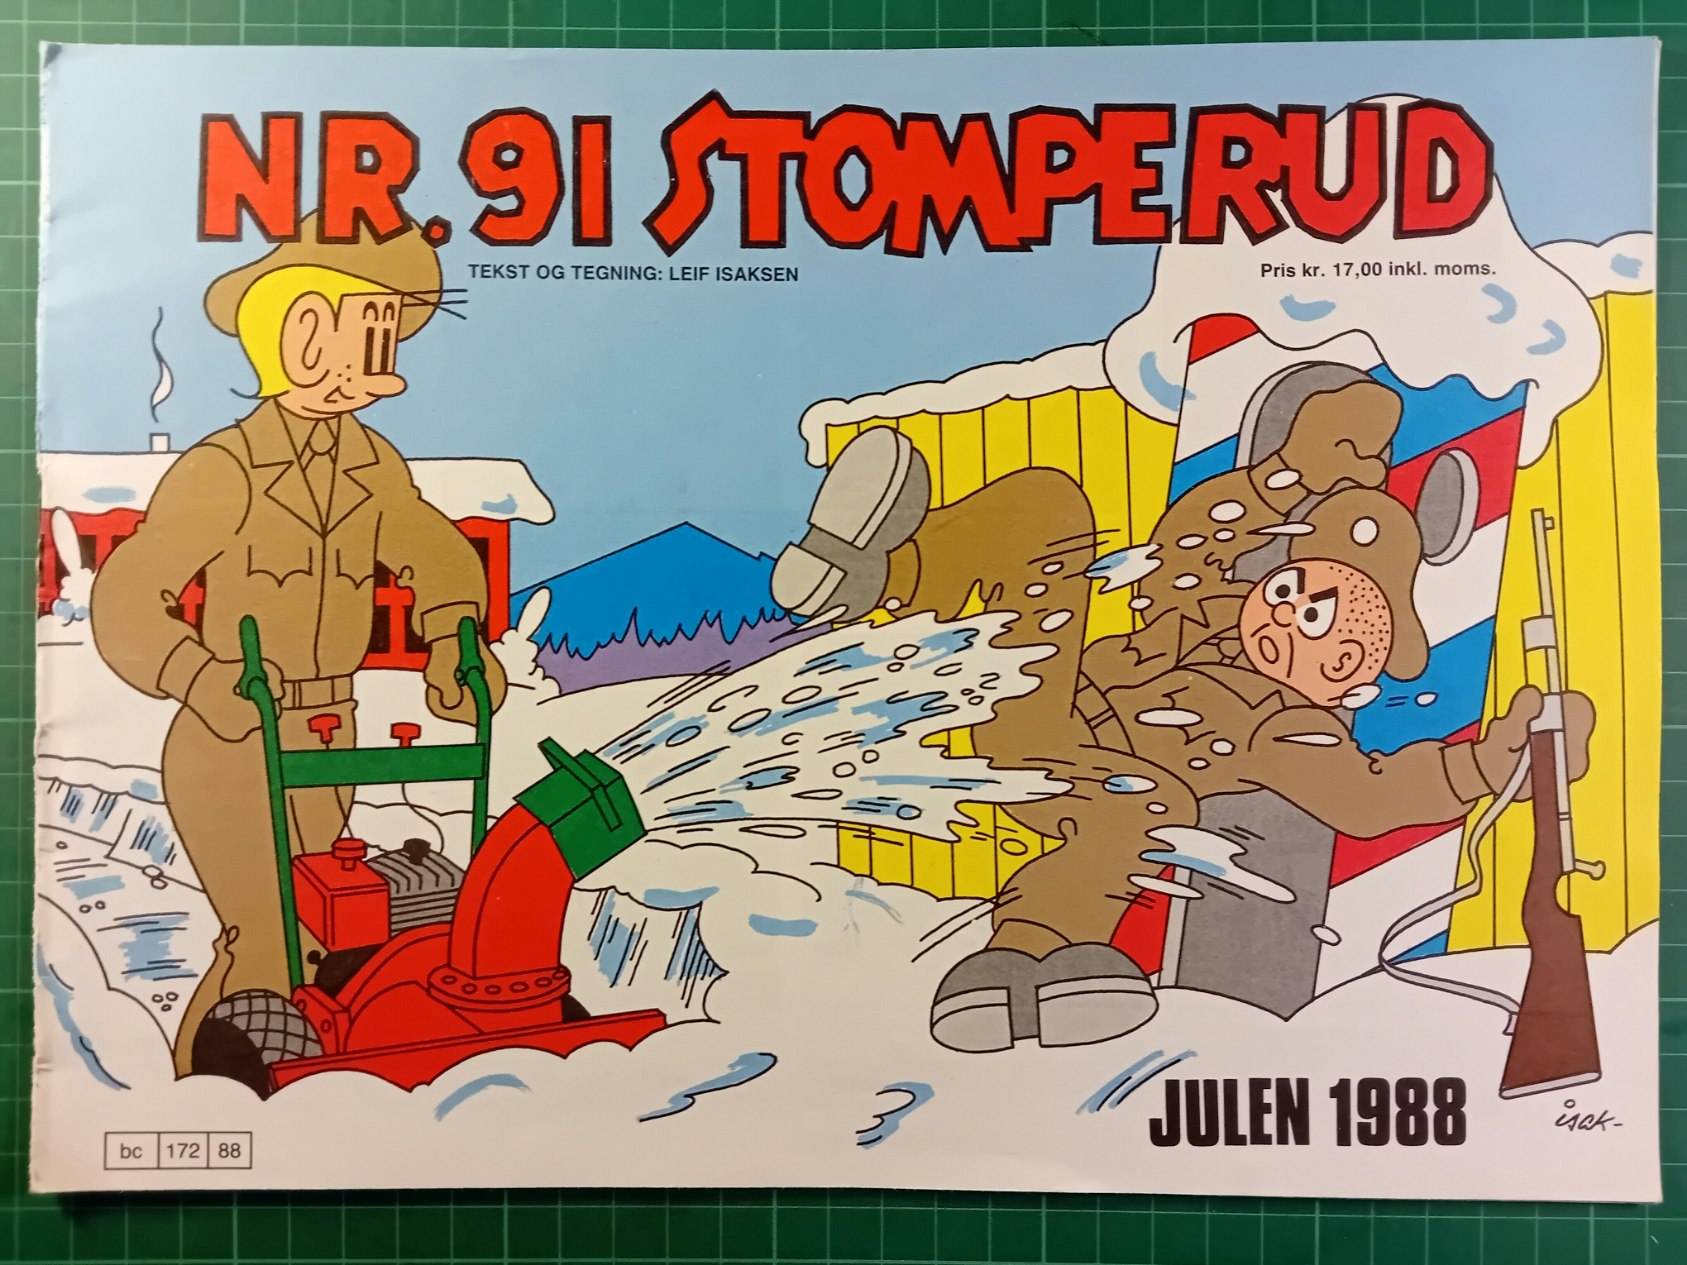 NR. 91 STOMPERUD
TEKST OG TEGNING: LEIF ISAKSEN
Pris kr. 17,00 inkl. moms.
JULEN 1988
isak-
bc 172 88